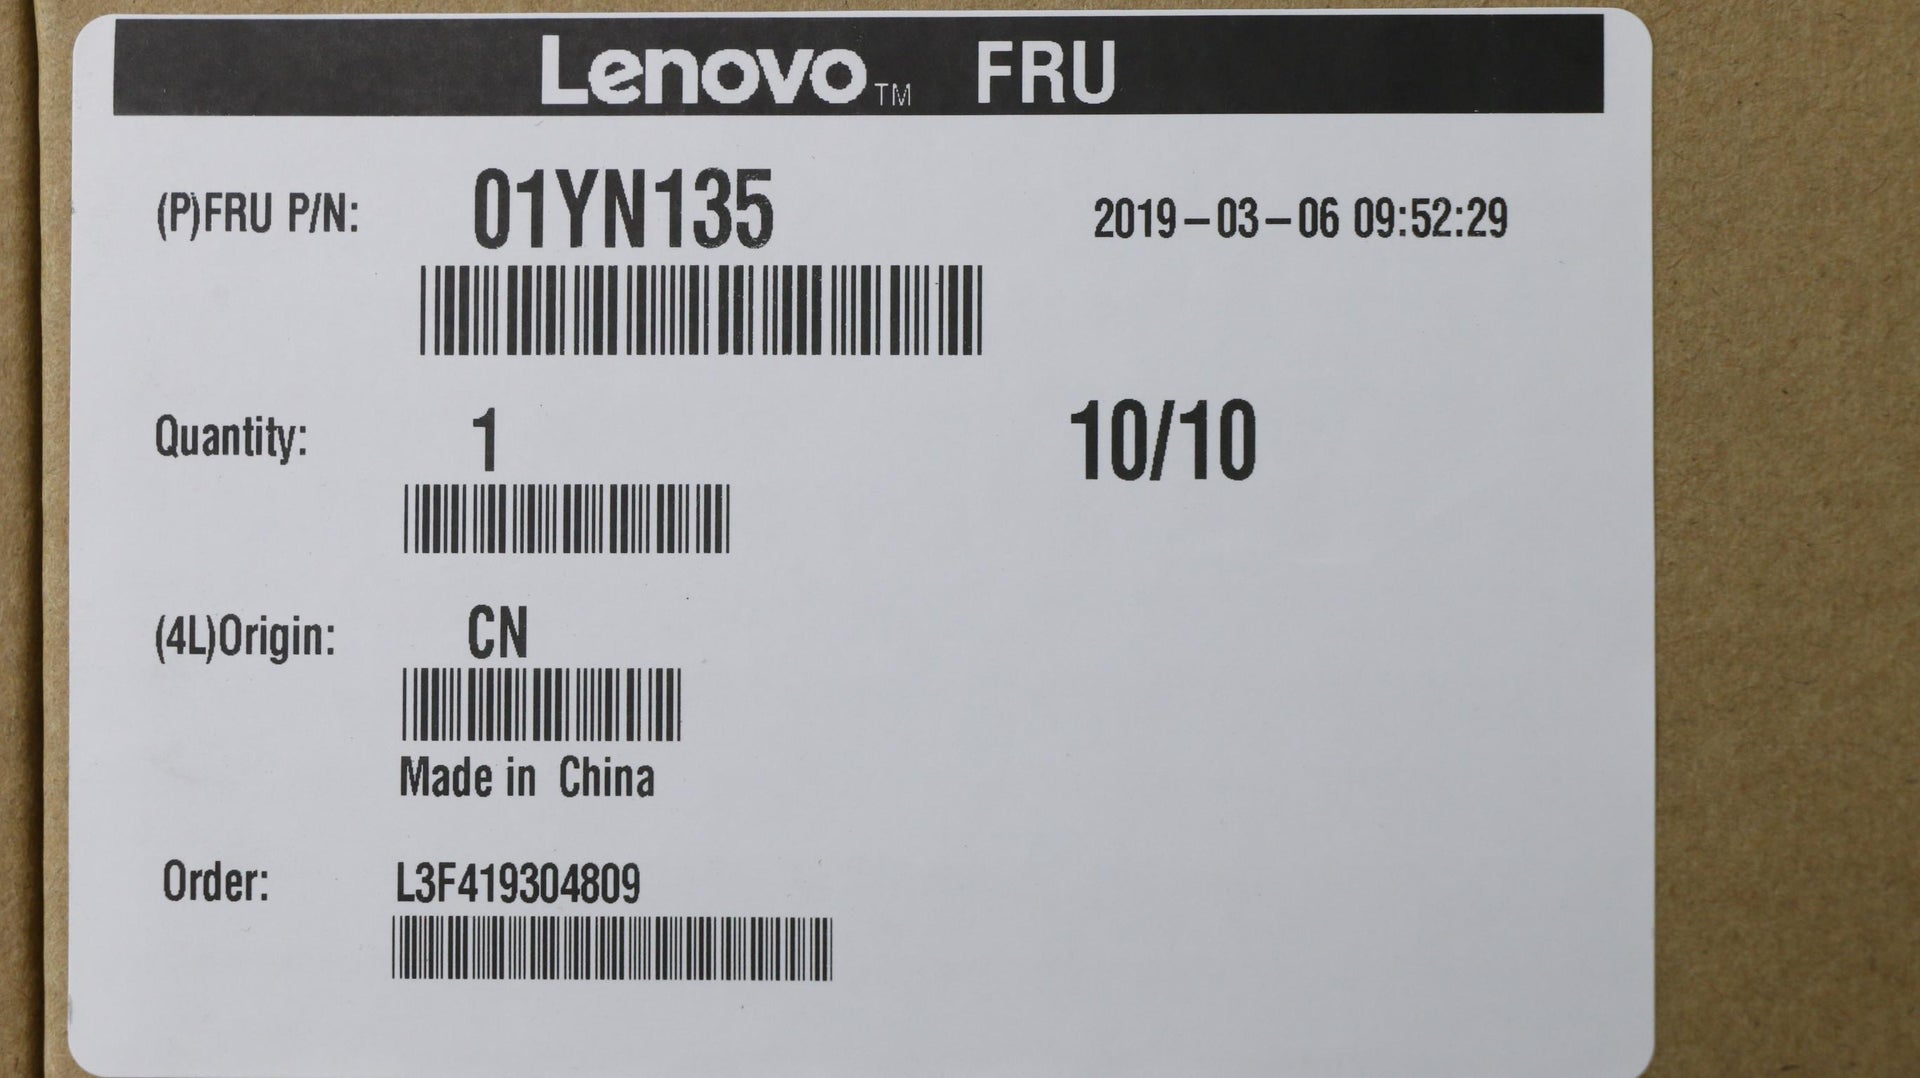 Lenovo™ FRU
(P)FRU P/N: 01YN135 2019-03-06 09:52:29
Quantity: 1 10/10
(4L)Origin: CN
Made in China
Order: L3F419304809